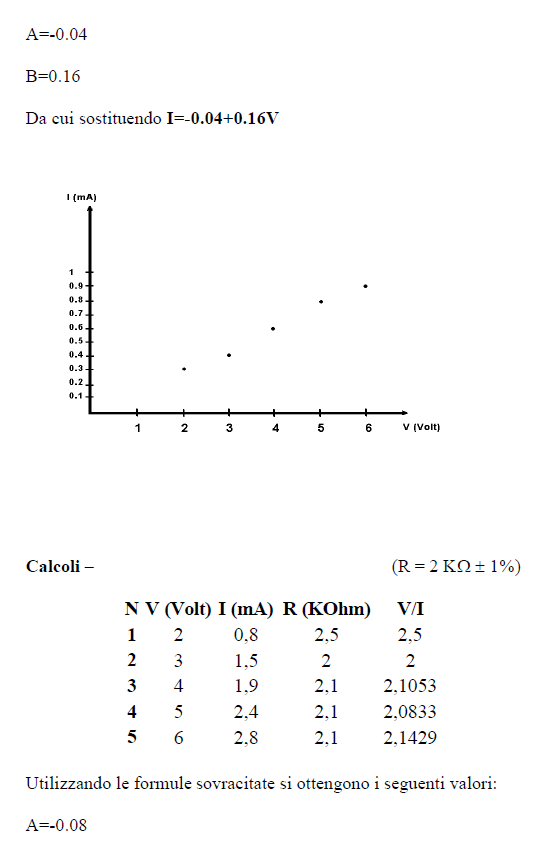 A=-0.04
B=0.16
Da cui sostituendo I=-0.04+0.16V
I (mA)
1
0.9
0.8
0.7
0.6
0.5
0.4
0.3
0.2
0.1
1 2 3 4 5 6 V (Volt)
Calcoli – (R = 2 KΩ ± 1%)
N V (Volt) I (mA) R (KOhm) V/I
1 2 0,8 2,5 2,5
2 3 1,5 2 2
3 4 1,9 2,1 2,1053
4 5 2,4 2,1 2,0833
5 6 2,8 2,1 2,1429
Utilizzando le formule sovracitate si ottengono i seguenti valori:
A=-0.08